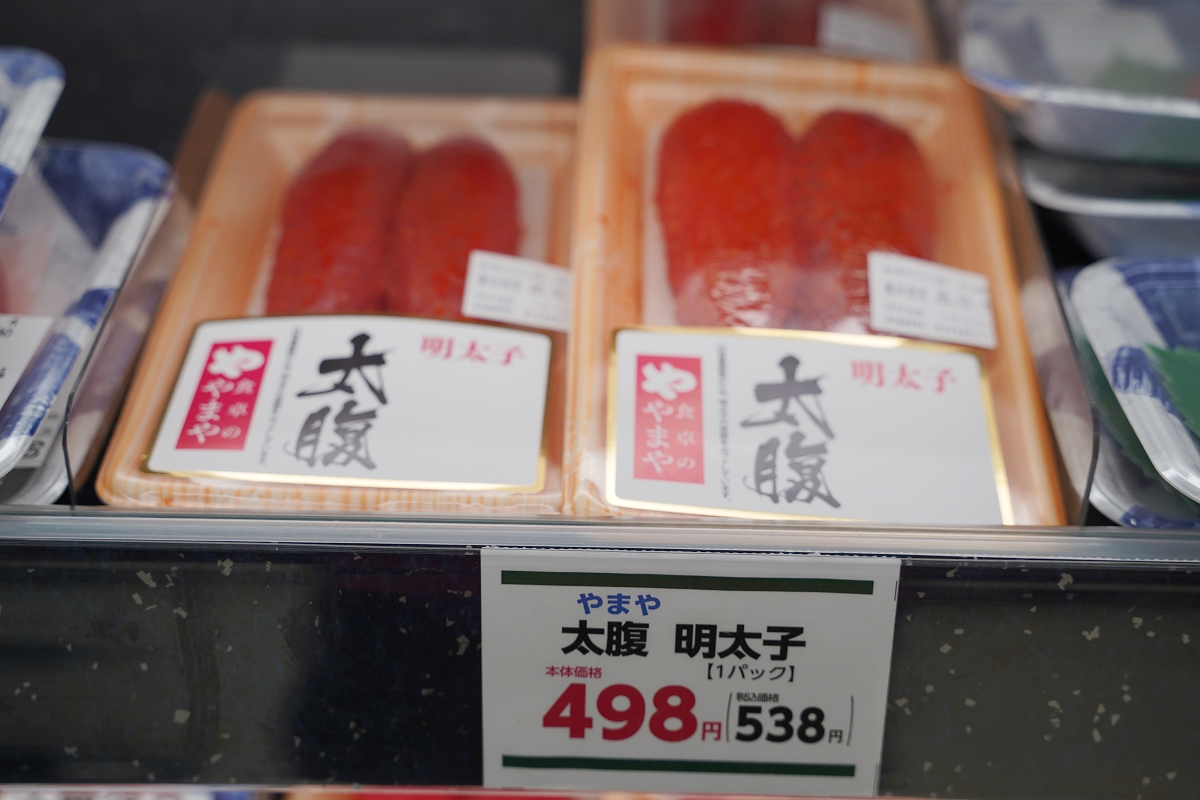 明太子
太腹
食卓の
やまや
明太子
太腹
食卓の
やまや
やまや
太腹 明太子
【1パック】
本体価格
498円
税込価格
538円